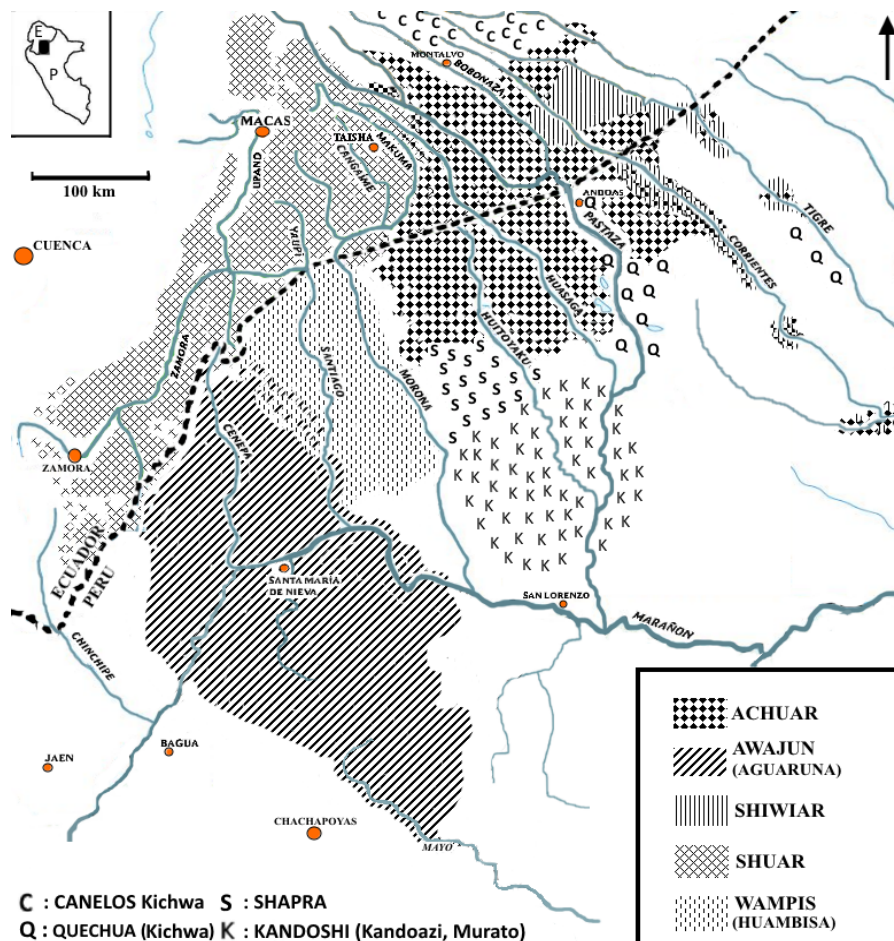 E
P
C C C C C C
C C C C C
C C C
MONTALVO
BOBONAZA
MACAS
TAISHA
MAKUMA
CANGAIME
UPANO
100 km
ANDOAS
Q
PASTAZA
TIGRE
CORRIENTES
CUENCA
YAUPI
Q Q Q
Q Q Q
Q Q
Q Q
Q
HUASAGA
HUITOYAKU
ZAMORA
SANTIAGO
MORONA
S S S S
S S S S
S S S S
S S S
S
K K K K K
K K K K K
K K K K K K
K K K K K K
K K K K K K
K K K K K K
K K K K K
CENEPA
ZAMORA
ECUADOR
PERU
SANTA MARÍA
DE NIEVA
SAN LORENZO
MARAÑON
CHINCHIPE
JAEN
BAGUA
CHACHAPOYAS
MAYO
ACHUAR
AWAJUN
(AGUARUNA)
SHIWIAR
SHUAR
WAMPIS
(HUAMBISA)
C : CANELOS Kichwa S : SHAPRA
Q : QUECHUA (Kichwa) K : KANDOSHI (Kandoazi, Murato)